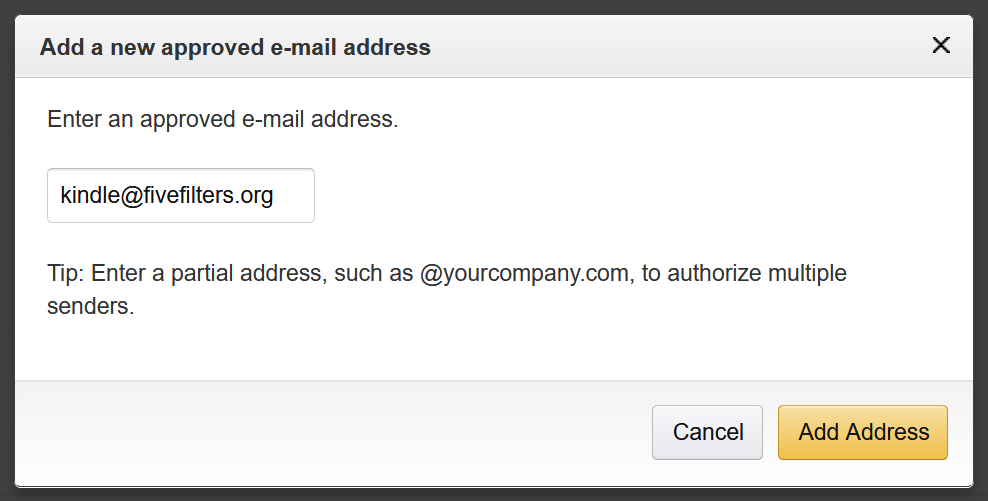 Add a new approved e-mail address
Enter an approved e-mail address.
kindle@fivefilters.org
Tip: Enter a partial address, such as @yourcompany.com, to authorize multiple
senders.
Cancel
Add Address